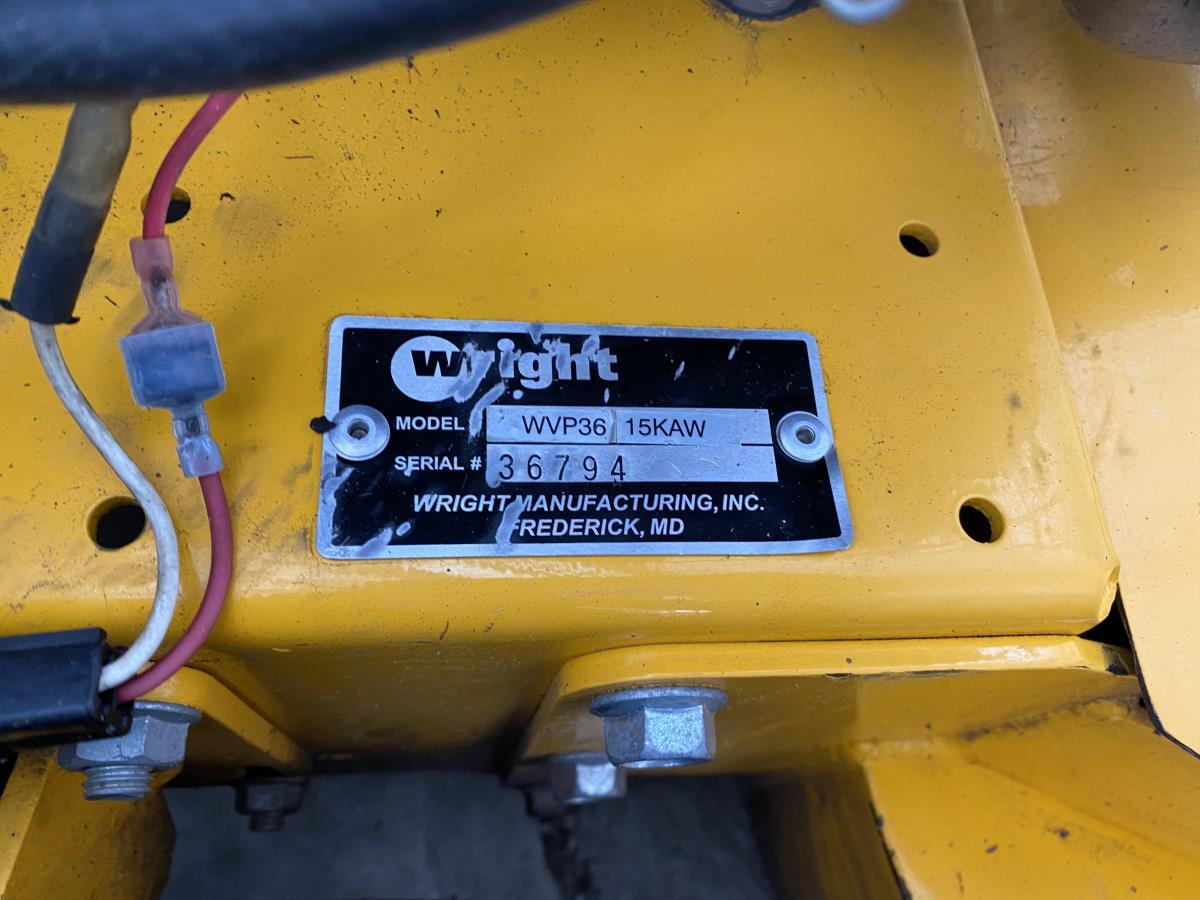 Wright
MODEL WVP36 15KAW
SERIAL # 36794
WRIGHT MANUFACTURING, INC.
FREDERICK, MD